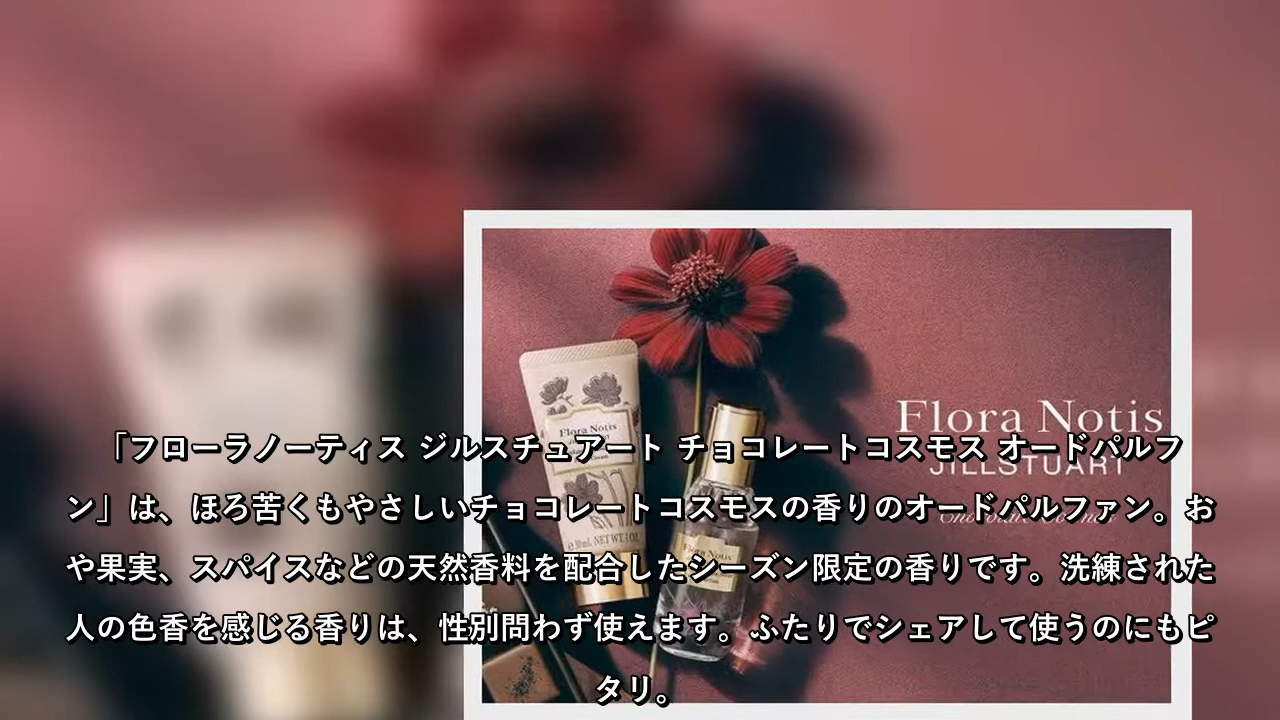 Flora Notis
JILLSTUART
Flora Notis
「フローラノーティス ジルスチュアート チョコレートコスモス オードパルファ
ン」は、ほろ苦くもやさしいチョコレートコスモスの香りのオードパルファン。お
や果実、スパイスなどの天然香料を配合したシーズン限定の香りです。洗練された
人の色香を感じる香りは、性別問わず使えます。ふたりでシェアして使うのにもピ
タリ。